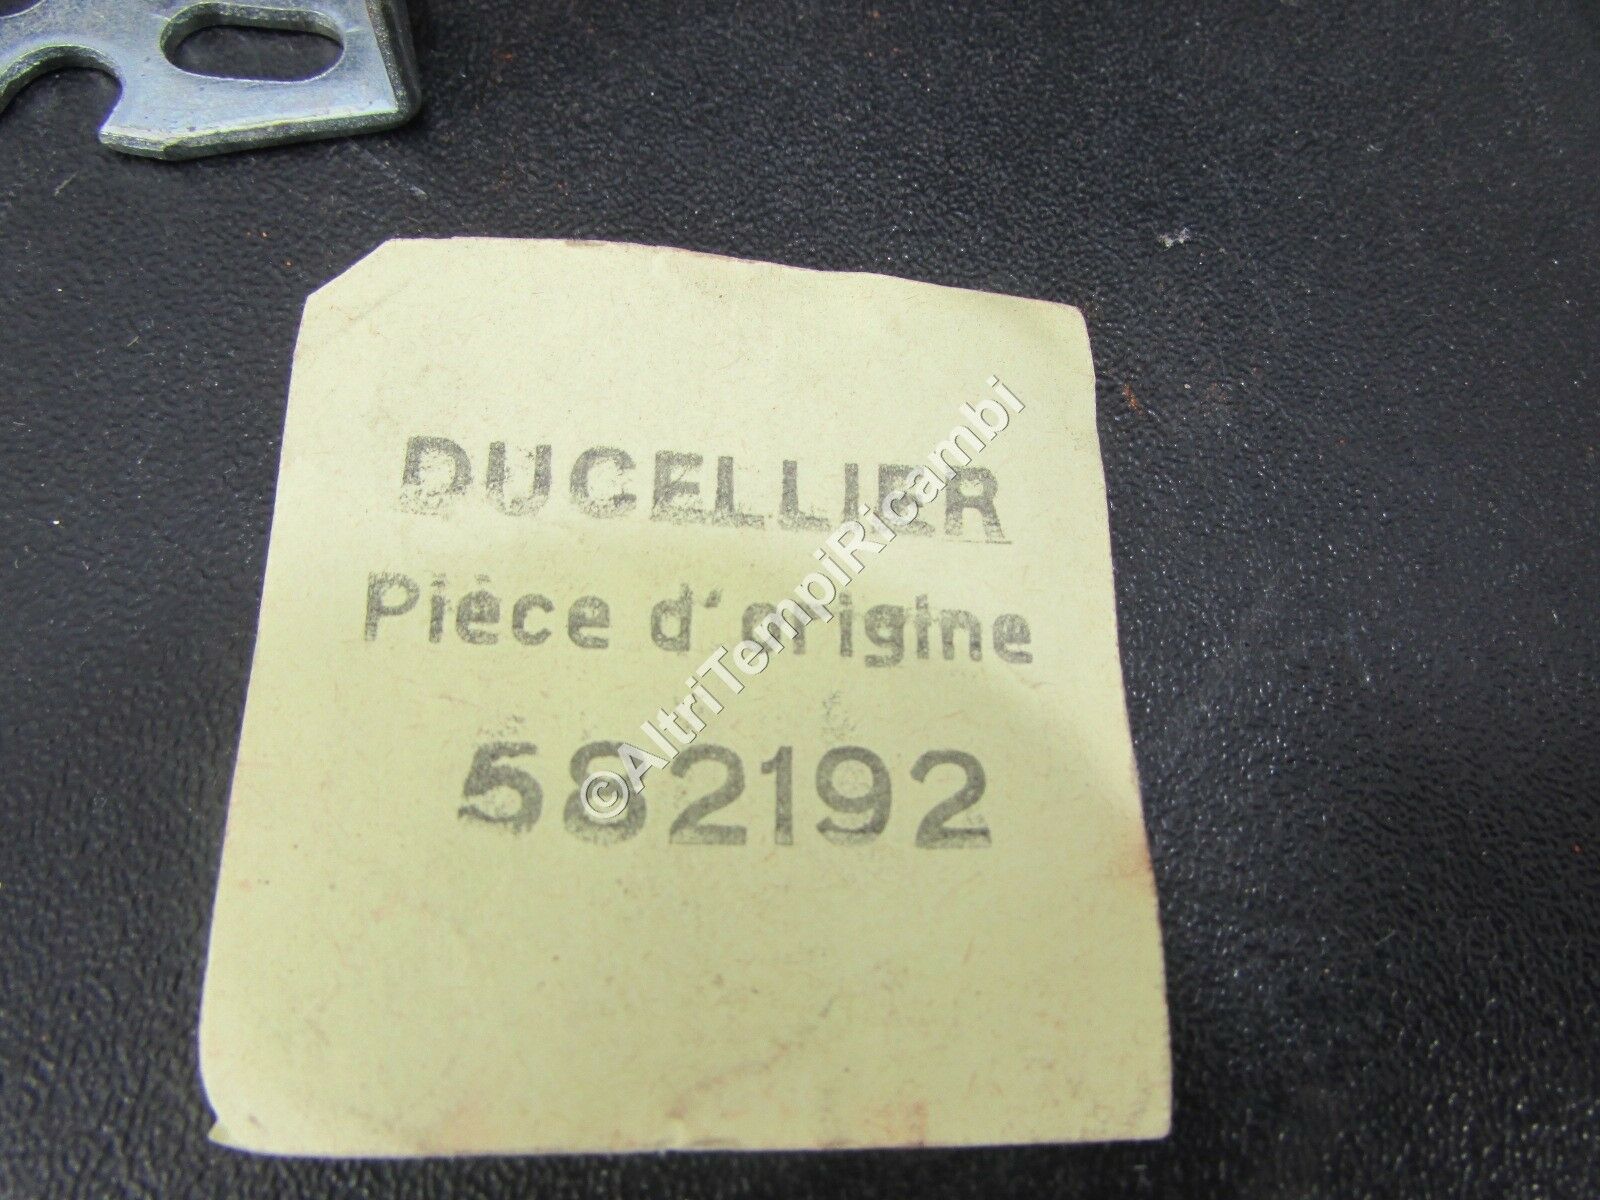 DUCELLIER
Pièce d'origine
582192
©AltriTempiRicambi